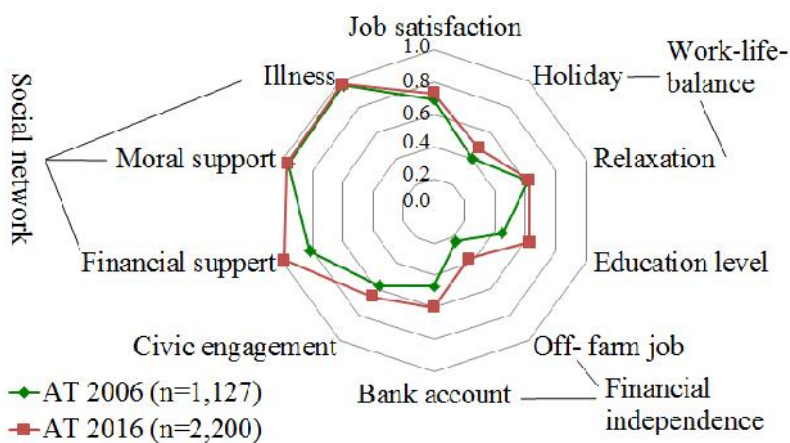 Job satisfaction
1.0
0.8
0.6
0.4
0.2
0.0
Holiday
Work-life-
balance
Relaxation
Education level
Off- farm job
Financial
independence
Bank account
Civic engagement
Financial suppert
Moral support
Illness
Social network
AT 2006 (n=1,127)
AT 2016 (n=2,200)